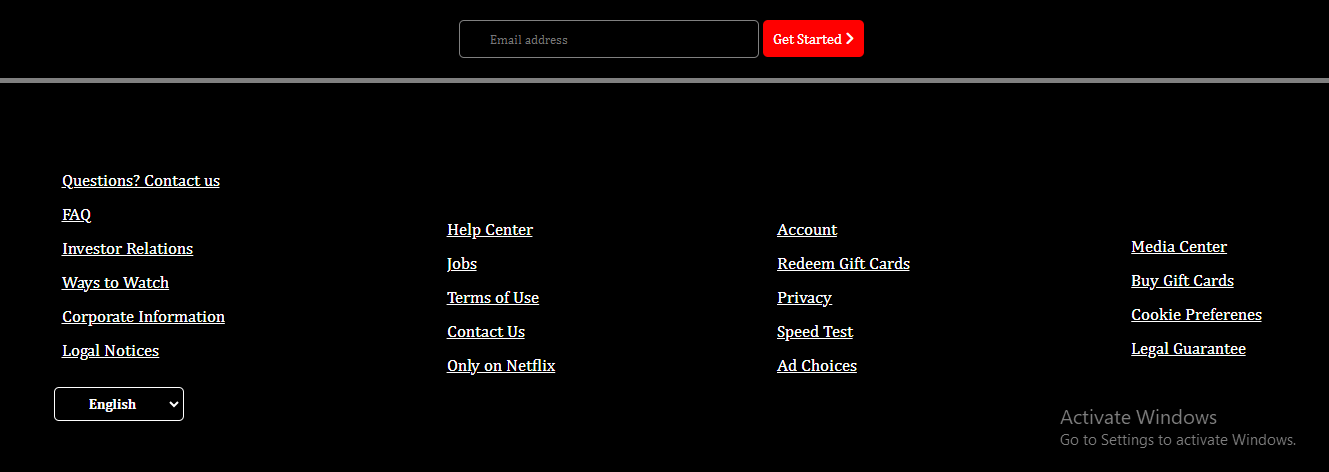 Email address
Get Started
Questions? Contact us
FAQ
Investor Relations
Ways to Watch
Corporate Information
Logal Notices
English
Help Center
Jobs
Terms of Use
Contact Us
Only on Netflix
Account
Redeem Gift Cards
Privacy
Speed Test
Ad Choices
Media Center
Buy Gift Cards
Cookie Preferenes
Legal Guarantee
Activate Windows
Go to Settings to activate Windows.